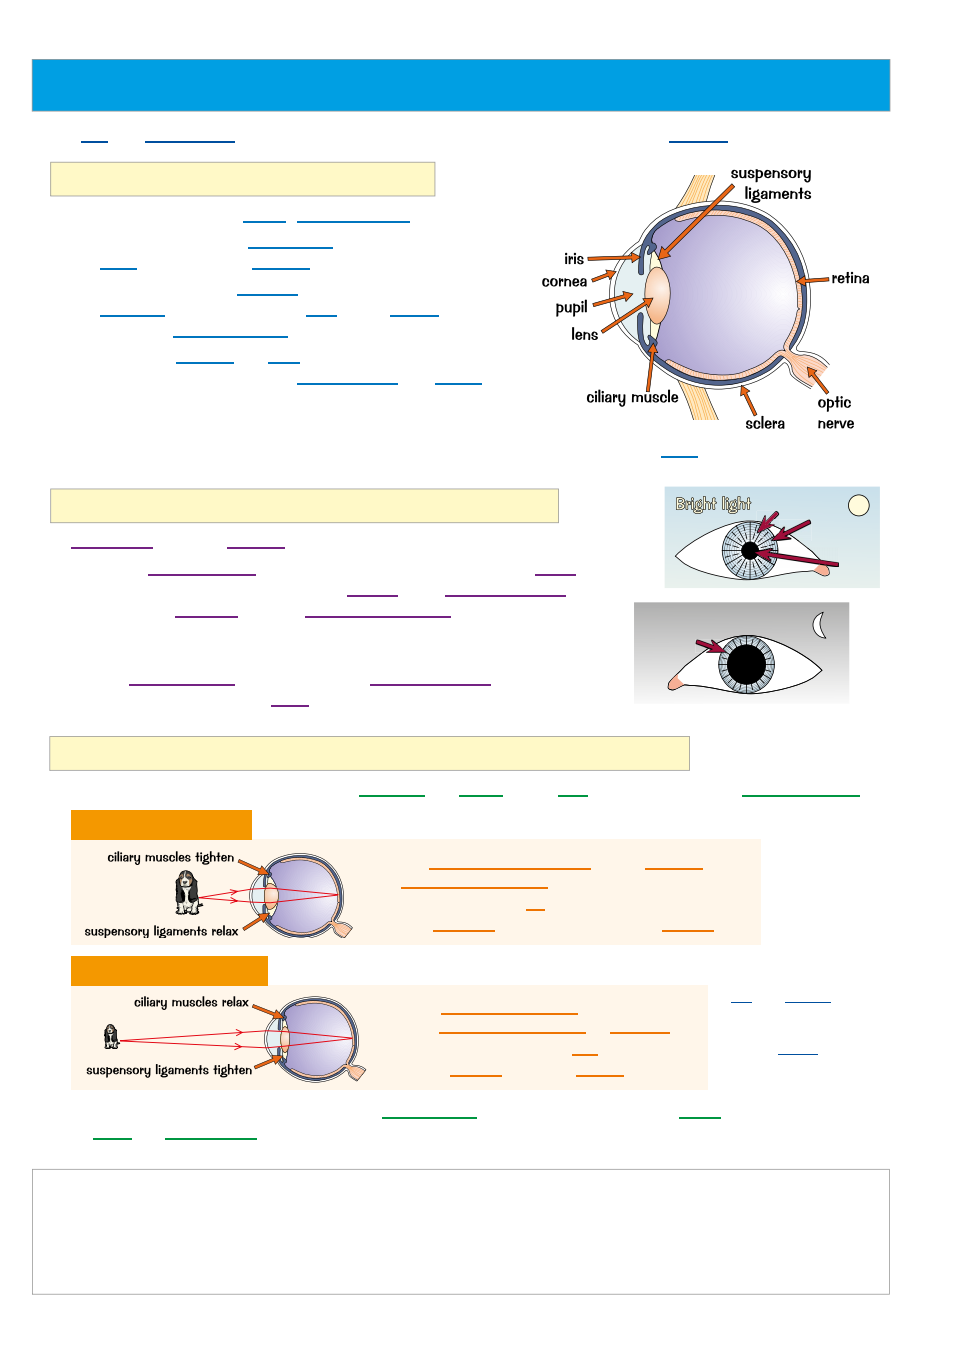 suspensory
ligaments
iris
cornea
pupil
lens
retina
ciliary muscle
sclera
optic
nerve
Bright light
ciliary muscles tighten
suspensory ligaments relax
ciliary muscles relax
suspensory ligaments tighten